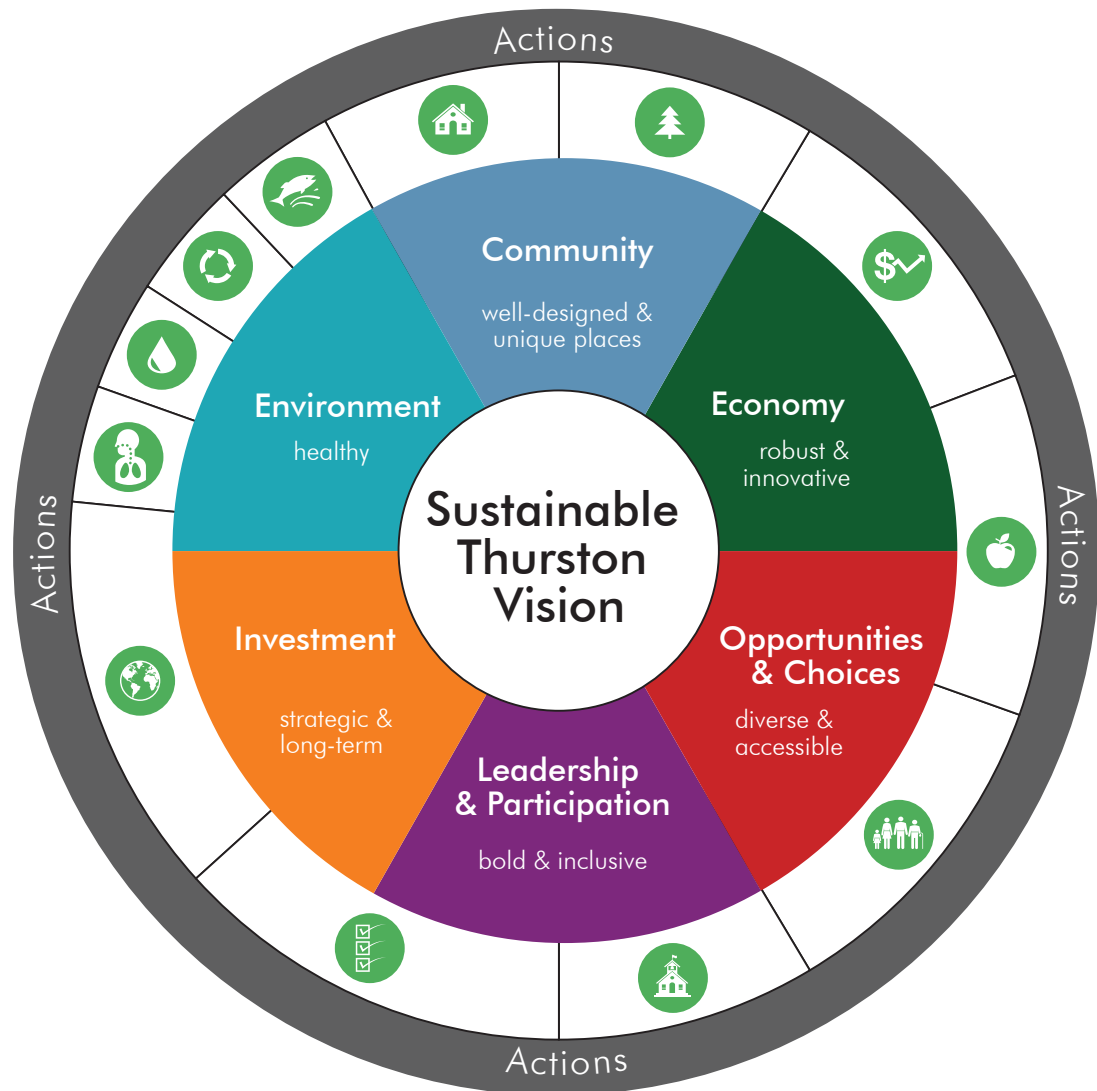 Actions
Community
well-designed &
unique places
Economy
robust &
innovative
Environment
healthy
Sustainable
Thurston
Vision
Actions
Actions
Investment
strategic &
long-term
Opportunities
& Choices
diverse &
accessible
Leadership
& Participation
bold & inclusive
$
Actions